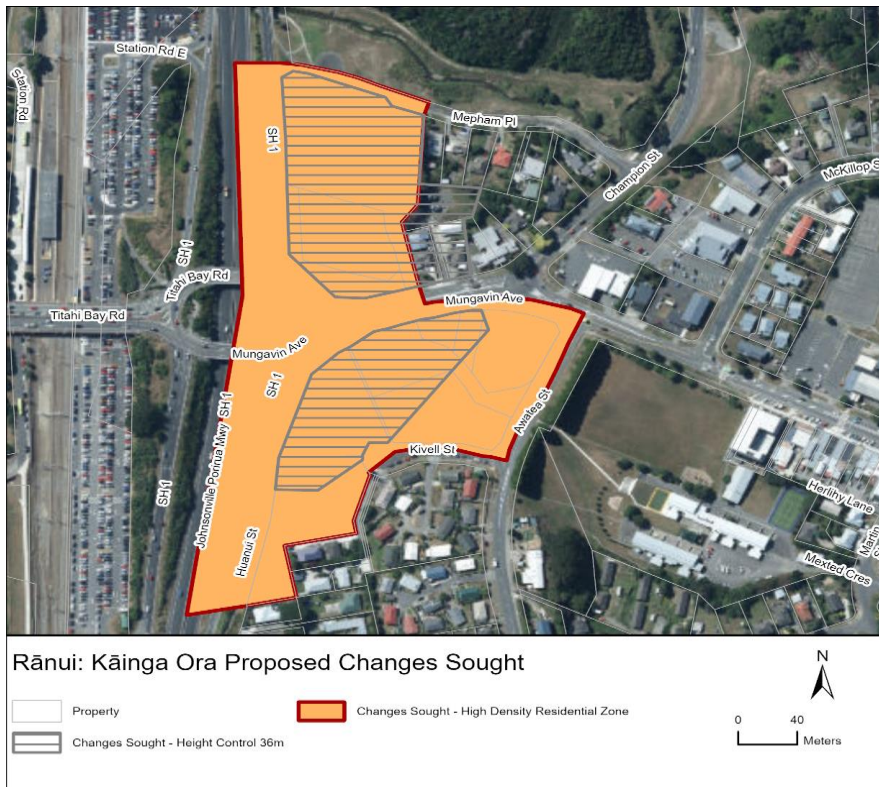 Station Rd E
Station Rd
SH 1
Mepham Pl
Champion St
McKillop S
SH 1
Titahi Bay Rd
Titahi Bay Rd
Mungavin Ave
Mungavin Ave
SH 1
SH 1
Awatea St
Johnsonville Porirua Mwy
Kivell St
SH 1
Huanui St
Herlihy Lane
Martin S
Mexted Cres
Rānui: Kāinga Ora Proposed Changes Sought
Property
Changes Sought - High Density Residential Zone
Changes Sought - Height Control 36m
N
0 40
Meters